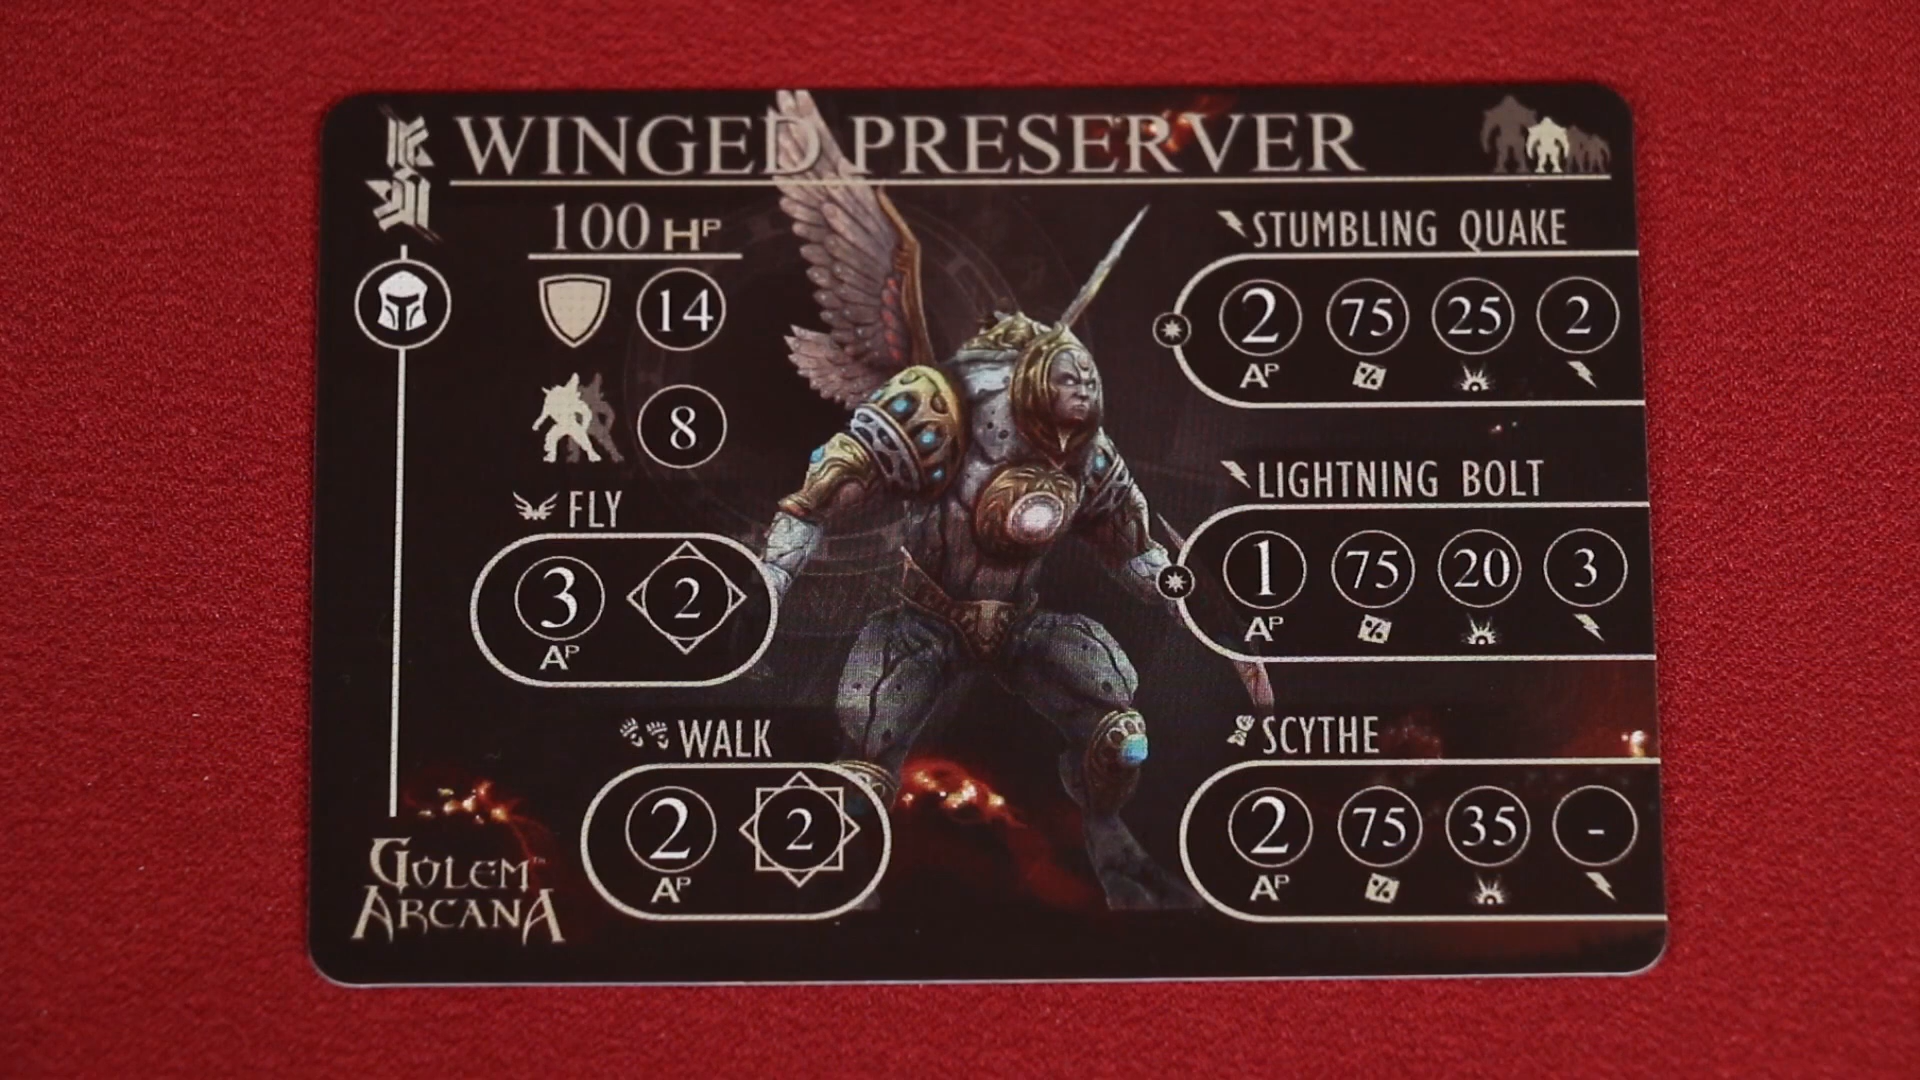 WINGED PRESERVER
100 HP
14
8
FLY
3 2
AP
WALK
2 2
AP
GOLEM™
ARCANA
STUMBLING QUAKE
2 75 25 2
AP %
LIGHTNING BOLT
1 75 20 3
AP %
SCYTHE
2 75 35 -
AP %